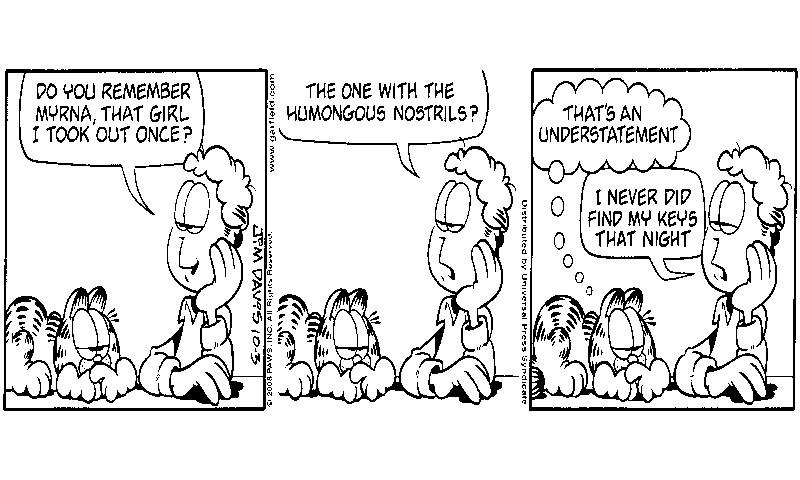 DO YOU REMEMBER
MYRNA, THAT GIRL
I TOOK OUT ONCE?
JIM DAVIS 10·3
www.garfield.com
© 2003 PAWS, INC. All Rights Reserved.
THE ONE WITH THE
HUMONGOUS NOSTRILS?
Distributed by Universal Press Syndicate
THAT'S AN
UNDERSTATEMENT
I NEVER DID
FIND MY KEYS
THAT NIGHT